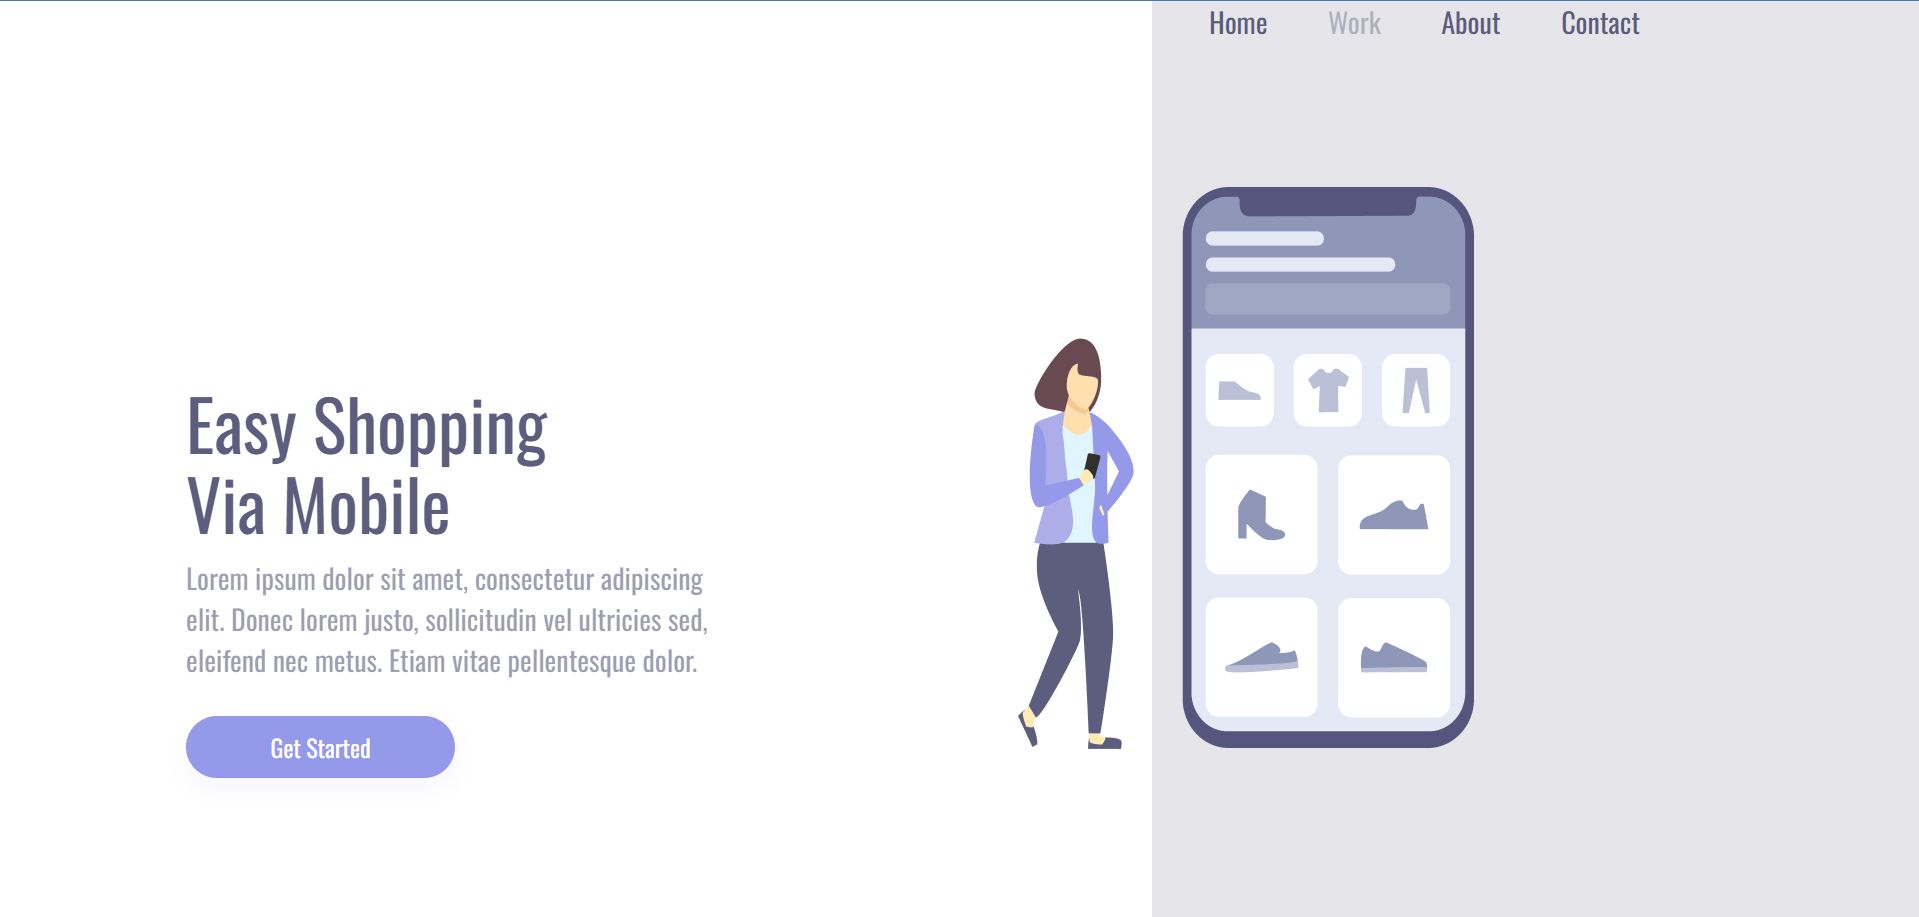 Home Work About Contact
Easy Shopping
Via Mobile
Lorem ipsum dolor sit amet, consectetur adipiscing
elit. Donec lorem justo, sollicitudin vel ultricies sed,
eleifend nec metus. Etiam vitae pellentesque dolor.
Get Started